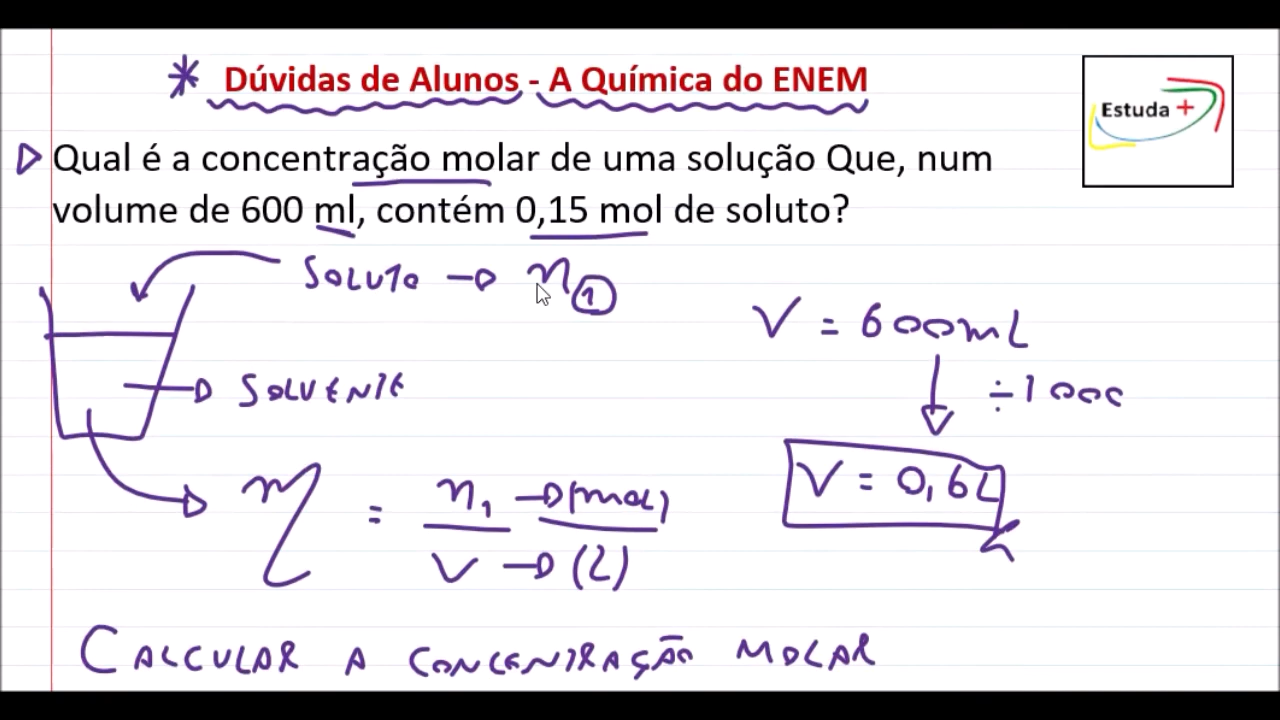 * Dúvidas de Alunos - A Química do ENEM
Estuda +
Qual é a concentração molar de uma solução Que, num
volume de 600 ml, contém 0,15 mol de soluto?
SOLUTO → n1
V = 600mL
÷1000
SOLVENTE
V = 0,6L
M = n1 → (mol)
V → (L)
CALCULAR A CONCENTRAÇÃO MOLAR